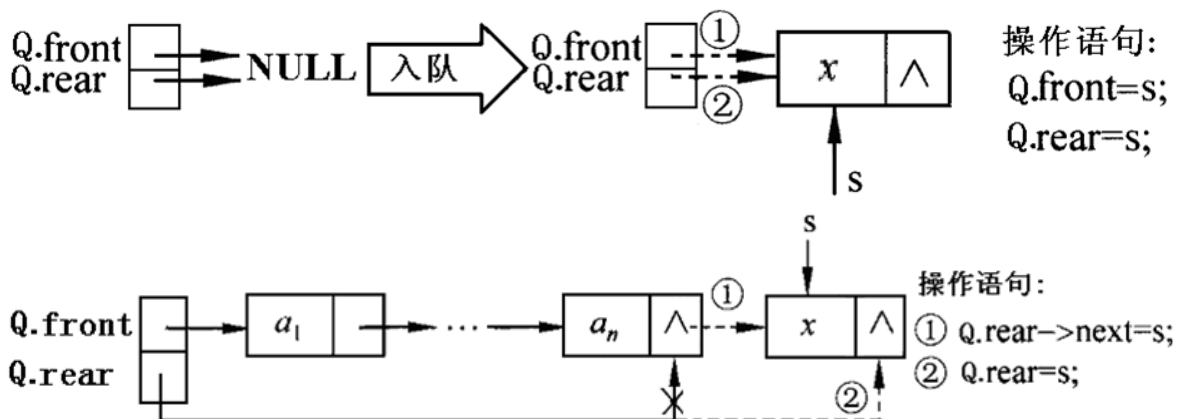 Q.front
Q.rear
NULL
入队
Q.front
Q.rear
①
②
x
∧
s
操作语句:
Q.front=s;
Q.rear=s;
s
Q.front
Q.rear
a₁
...
aₙ
∧
①
x
∧
②
操作语句:
① Q.rear->next=s;
② Q.rear=s;